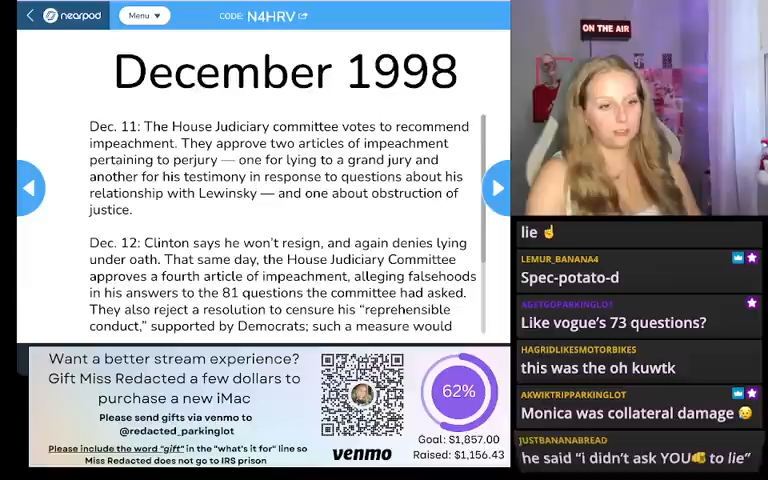 nearpod
Menu
CODE: N4HRV
December 1998
Dec. 11: The House Judiciary committee votes to recommend
impeachment. They approve two articles of impeachment
pertaining to perjury — one for lying to a grand jury and
another for his testimony in response to questions about his
relationship with Lewinsky — and one about obstruction of
justice.
Dec. 12: Clinton says he won't resign, and again denies lying
under oath. That same day, the House Judiciary Committee
approves a fourth article of impeachment, alleging falsehoods
in his answers to the 81 questions the committee had asked.
They also reject a resolution to censure his “reprehensible
conduct,” supported by Democrats; such a measure would
Want a better stream experience?
Gift Miss Redacted a few dollars to
purchase a new iMac
Please send gifts via venmo to
@redacted_parkinglot
Please include the word "gift" in the "what's it for" line so
Miss Redacted does not go to IRS prison
venmo
62%
Goal: $1,857.00
Raised: $1,156.43
ON THE AIR
lie ☝
LEMUR_BANANA4
Spec-potato-d
AGETGOPARKINGLOT
Like vogue's 73 questions?
HAGRIDLIKESMOTORBIKES
this was the oh kuwtk
AKWIKTRIPPARKINGLOT
Monica was collateral damage 😥
JUSTBANANABREAD
he said “i didn't ask YOU🫵 to lie”